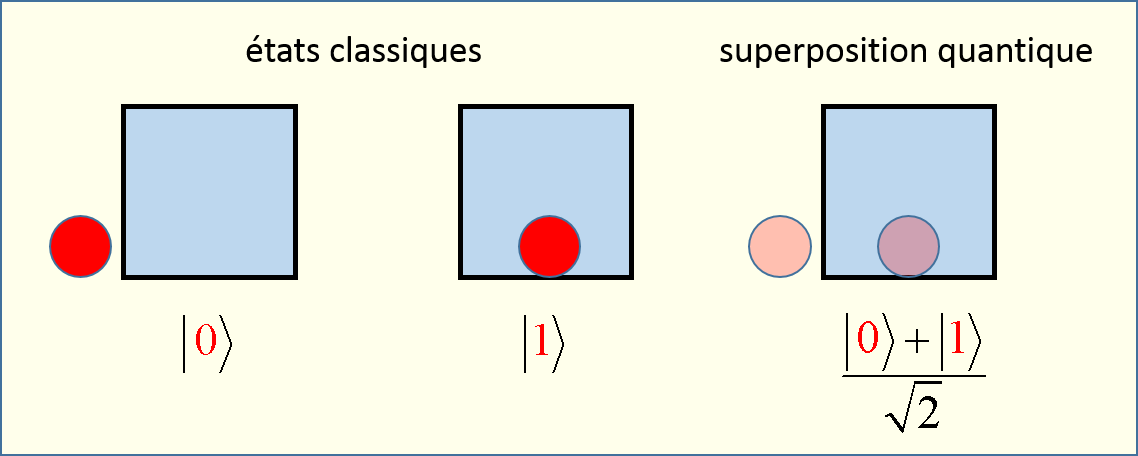 états classiques
superposition quantique
|0⟩
|1⟩
|0⟩+|1⟩
√2